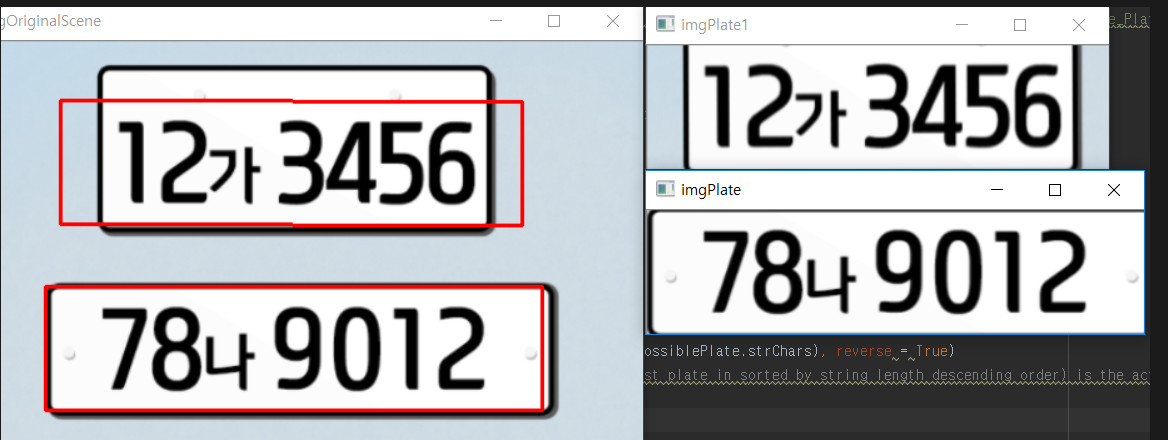 gOriginalScene
12가 3456
78나 9012
imgPlate1
12가 3456
imgPlate
78나 9012
e_Plat
ossiblePlate.strChars), reverse = True)
st plate in sorted by string length descending order) is the act